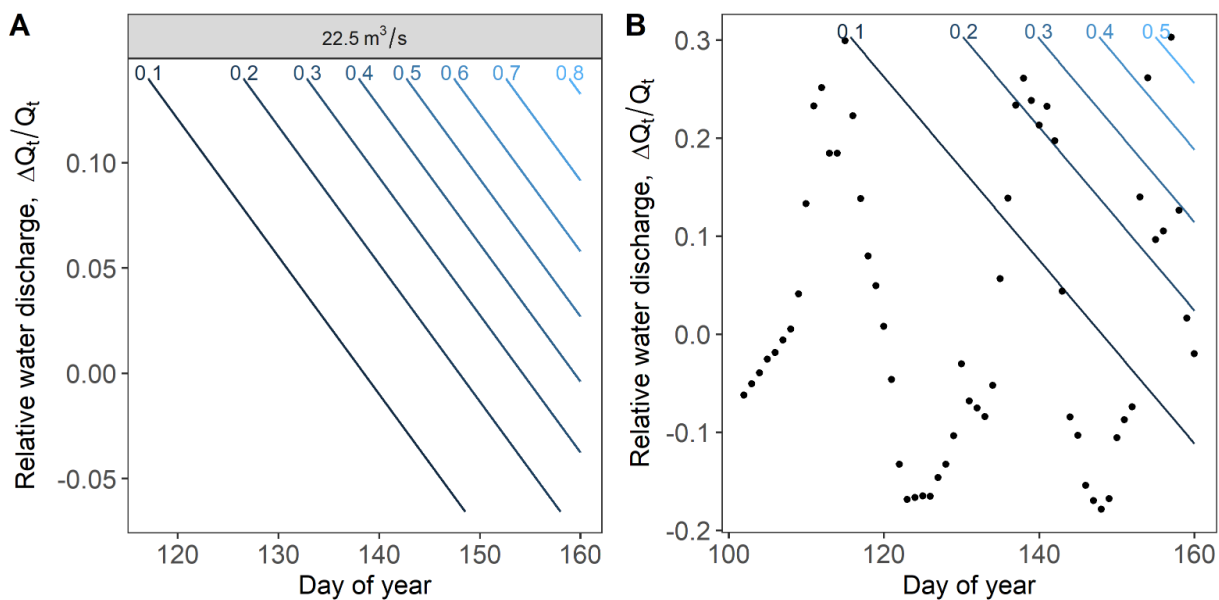 A
22.5 m³/s
0.1 0.2 0.3 0.4 0.5 0.6 0.7 0.8
Relative water discharge, ΔQt/Qt
0.10
0.05
0.00
-0.05
120 130 140 150 160
Day of year
B
0.1 0.2 0.3 0.4 0.5
Relative water discharge, ΔQt/Qt
0.3
0.2
0.1
0.0
-0.1
-0.2
100 120 140 160
Day of year